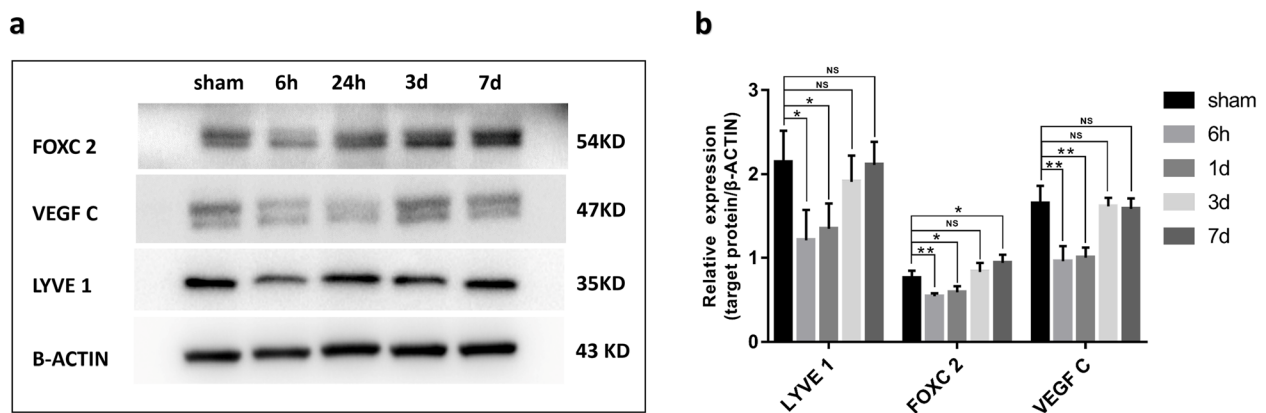 a
sham 6h 24h 3d 7d
FOXC 2 54KD
VEGF C 47KD
LYVE 1 35KD
B-ACTIN 43 KD
b
Relative expression
(target protein/β-ACTIN)
3
2
1
0
NS
NS
*
*
*
NS
*
**
NS
NS
**
**
LYVE 1
FOXC 2
VEGF C
sham
6h
1d
3d
7d